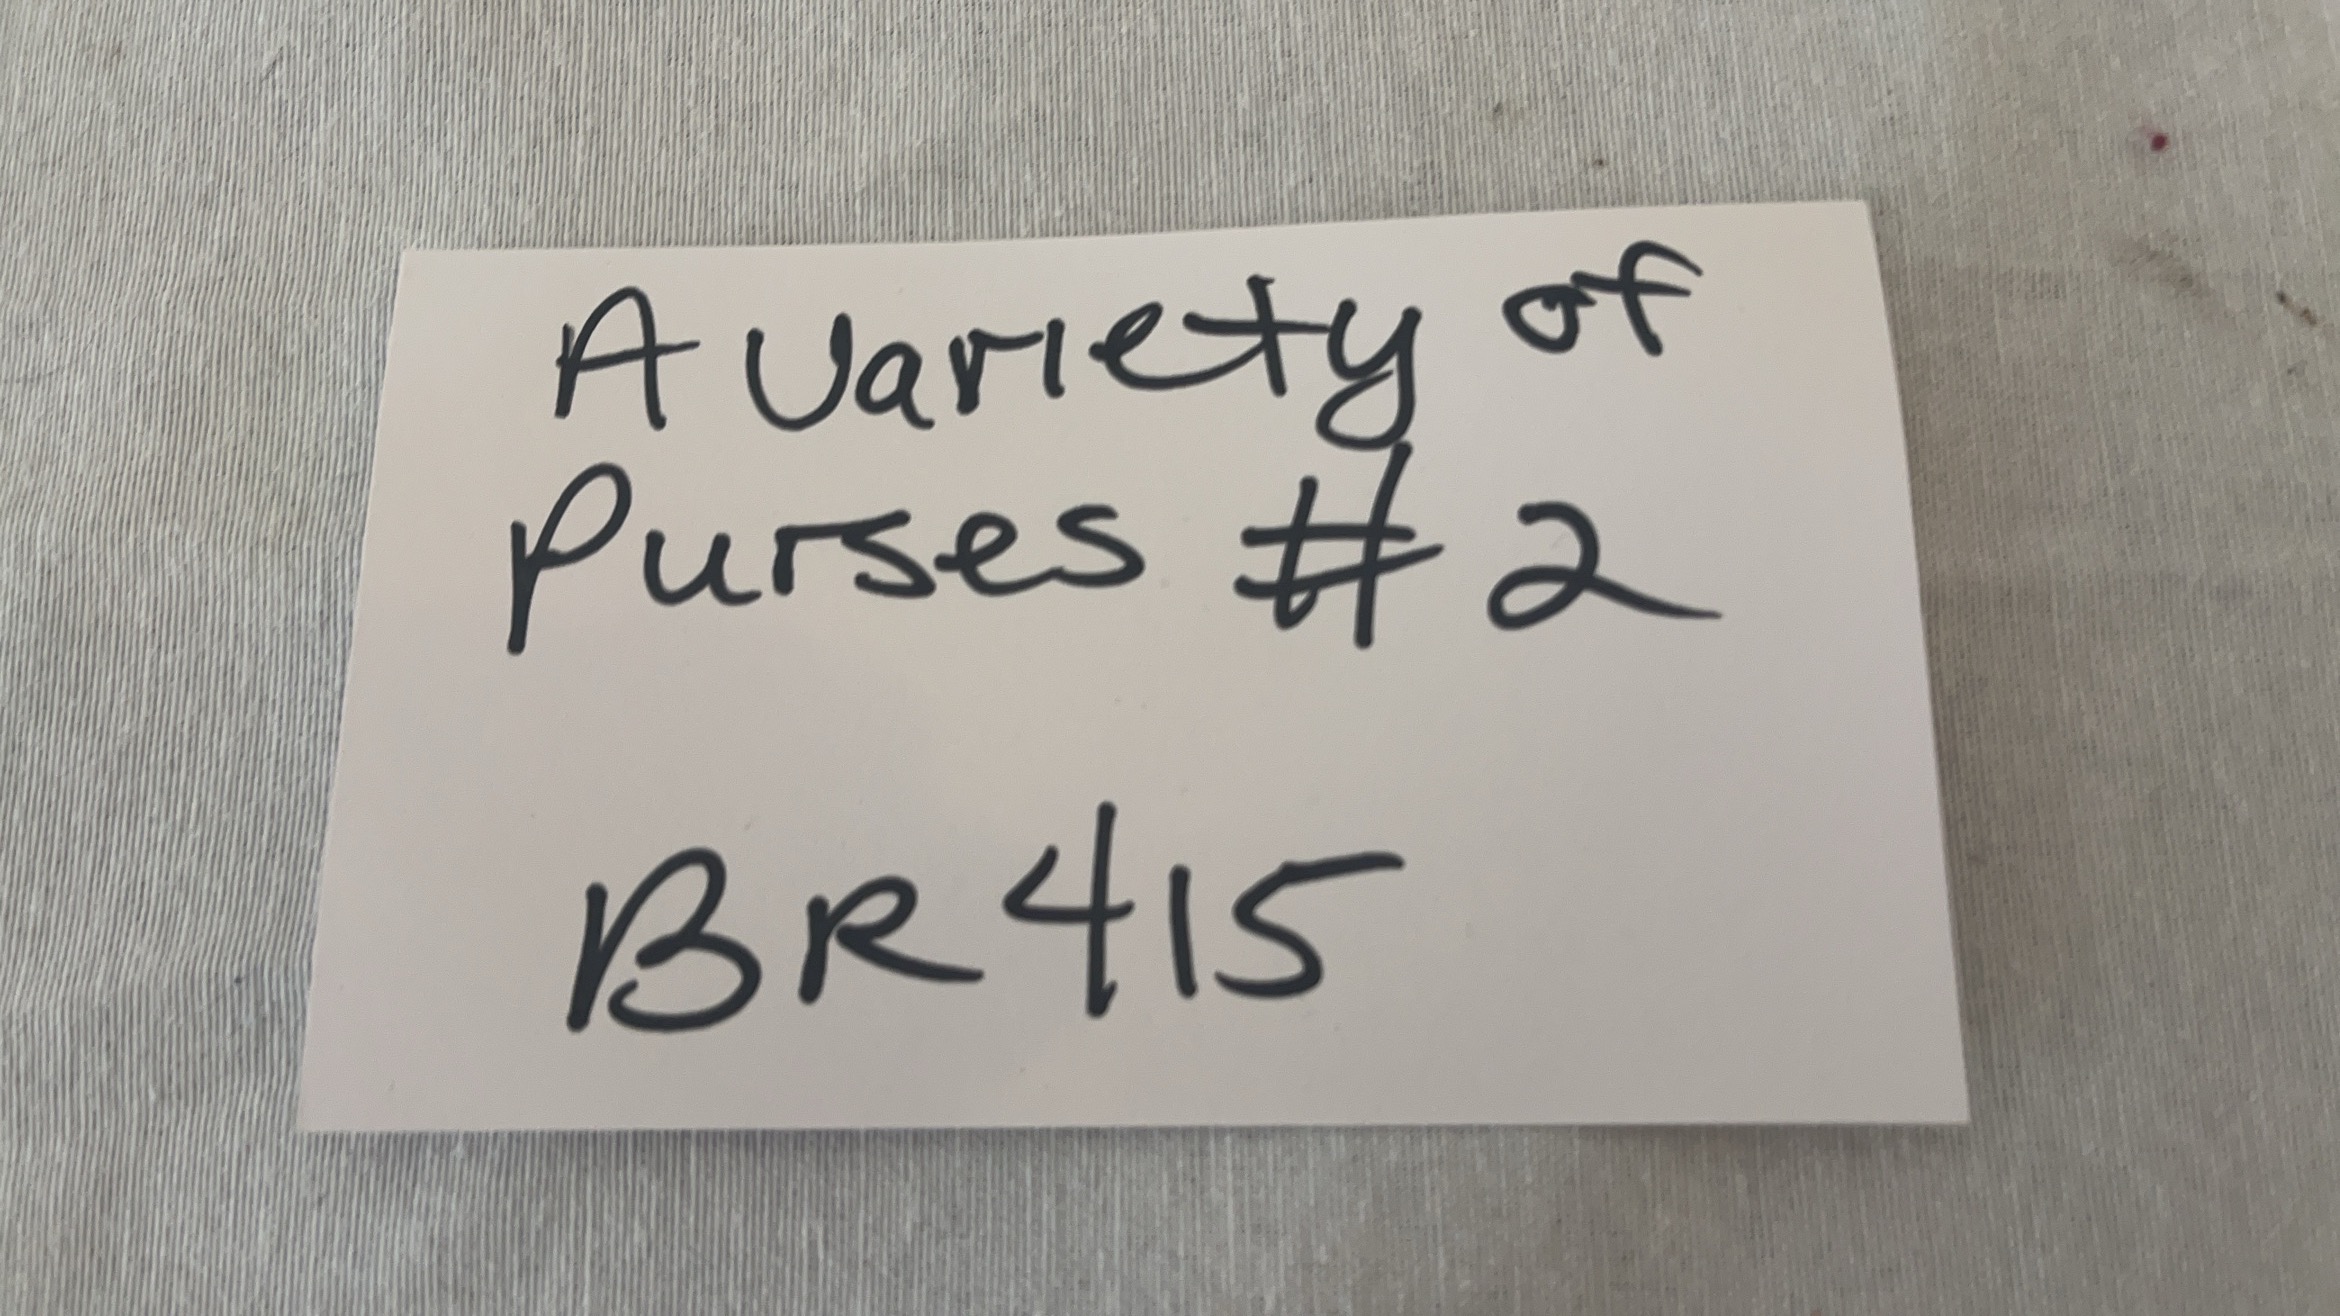 A Variety of
Purses # 2
BR415